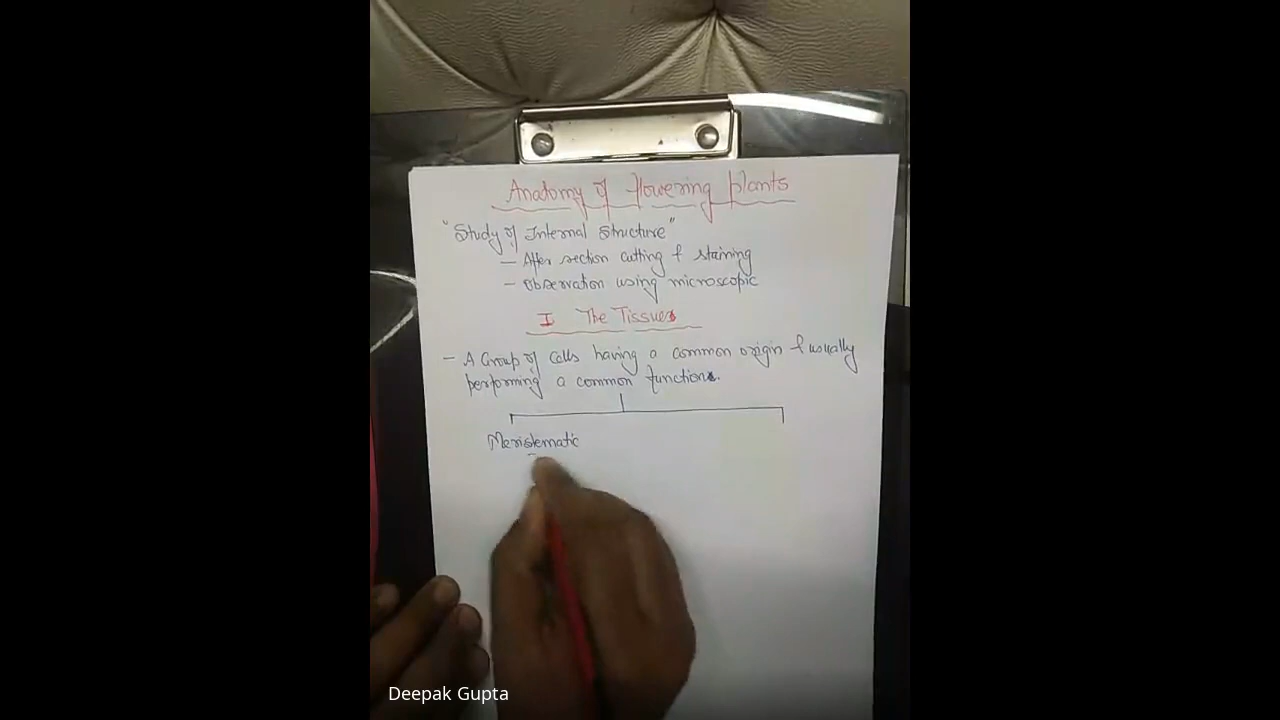 Anatomy of flowering plants
"Study of Internal Structure"
– After section cutting & staining
– Observation using microscopic
I The Tissues
– A Group of Cells having a common origin & usually
performing a common function.
Meristematic
Deepak Gupta